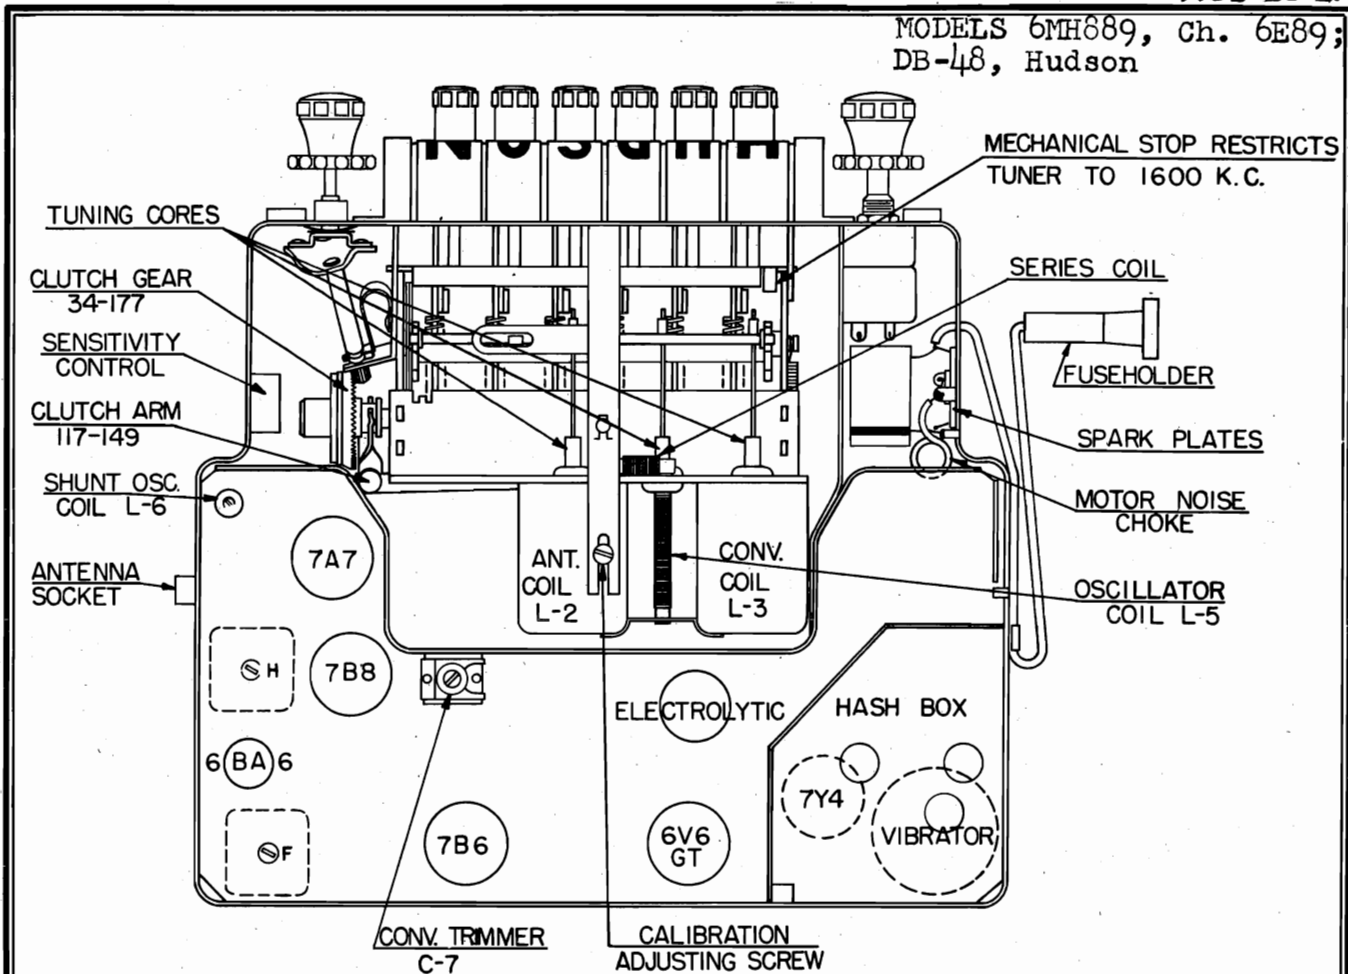 MODELS 6MH889, Ch. 6E89;
DB-48, Hudson
NOSDUH
MECHANICAL STOP RESTRICTS
TUNER TO 1600 K.C.
TUNING CORES
SERIES COIL
CLUTCH GEAR
34-177
SENSITIVITY
CONTROL
FUSEHOLDER
CLUTCH ARM
117-149
SPARK PLATES
SHUNT OSC.
COIL L-6
MOTOR NOISE
CHOKE
7A7
ANT.
COIL
L-2
CONV.
COIL
L-3
ANTENNA
SOCKET
OSCILLATOR
COIL L-5
H
7B8
ELECTROLYTIC
HASH BOX
6BA6
7Y4
VIBRATOR
F
7B6
6V6
GT
CONV. TRIMMER
C-7
CALIBRATION
ADJUSTING SCREW